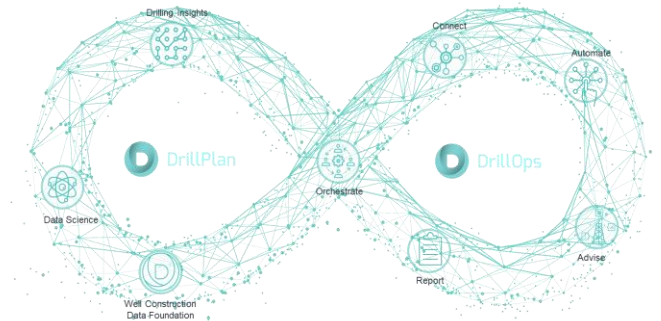 Drilling Insights
Connect
Automate
DrillPlan
DrillOps
Orchestrate
Data Science
Advise
Report
Well Construction
Data Foundation